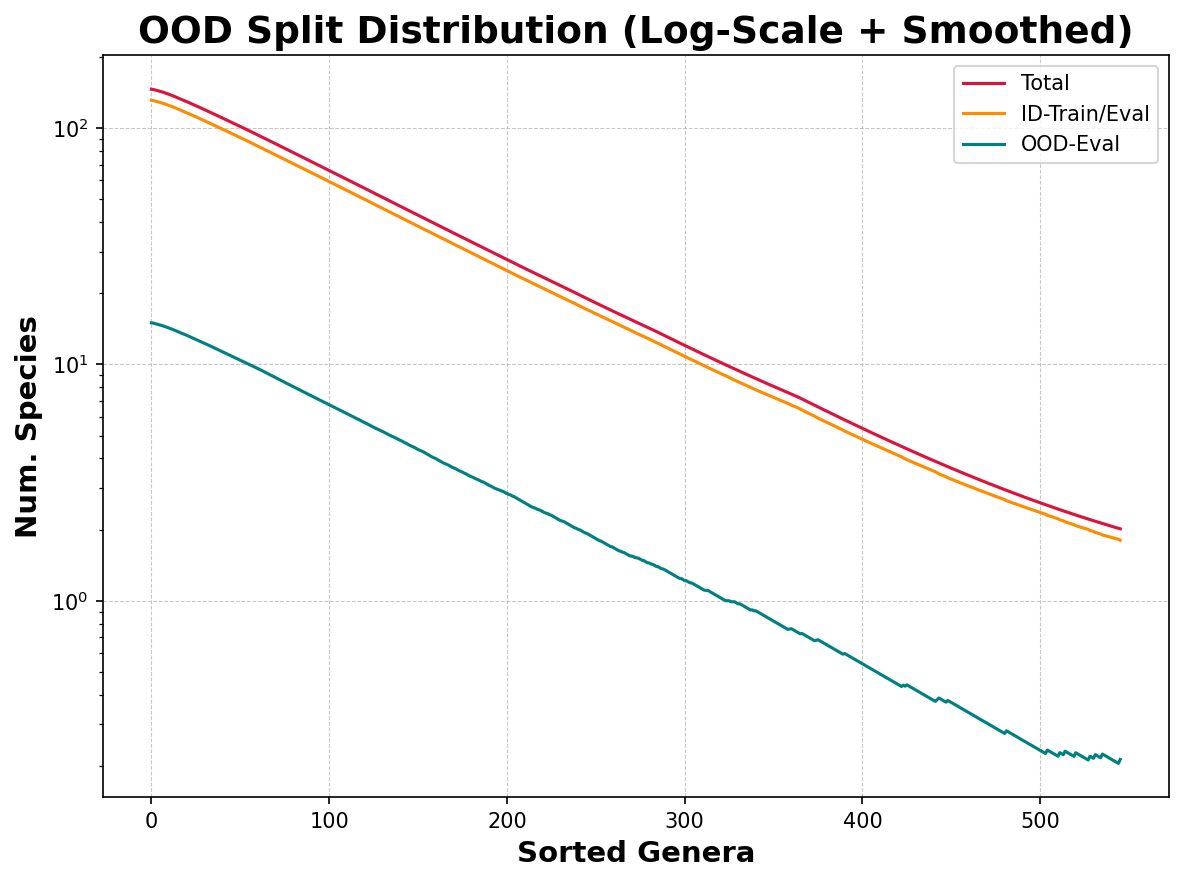 OOD Split Distribution (Log-Scale + Smoothed)
Total
ID-Train/Eval
OOD-Eval
Num. Species
10²
10¹
10⁰
0 100 200 300 400 500
Sorted Genera